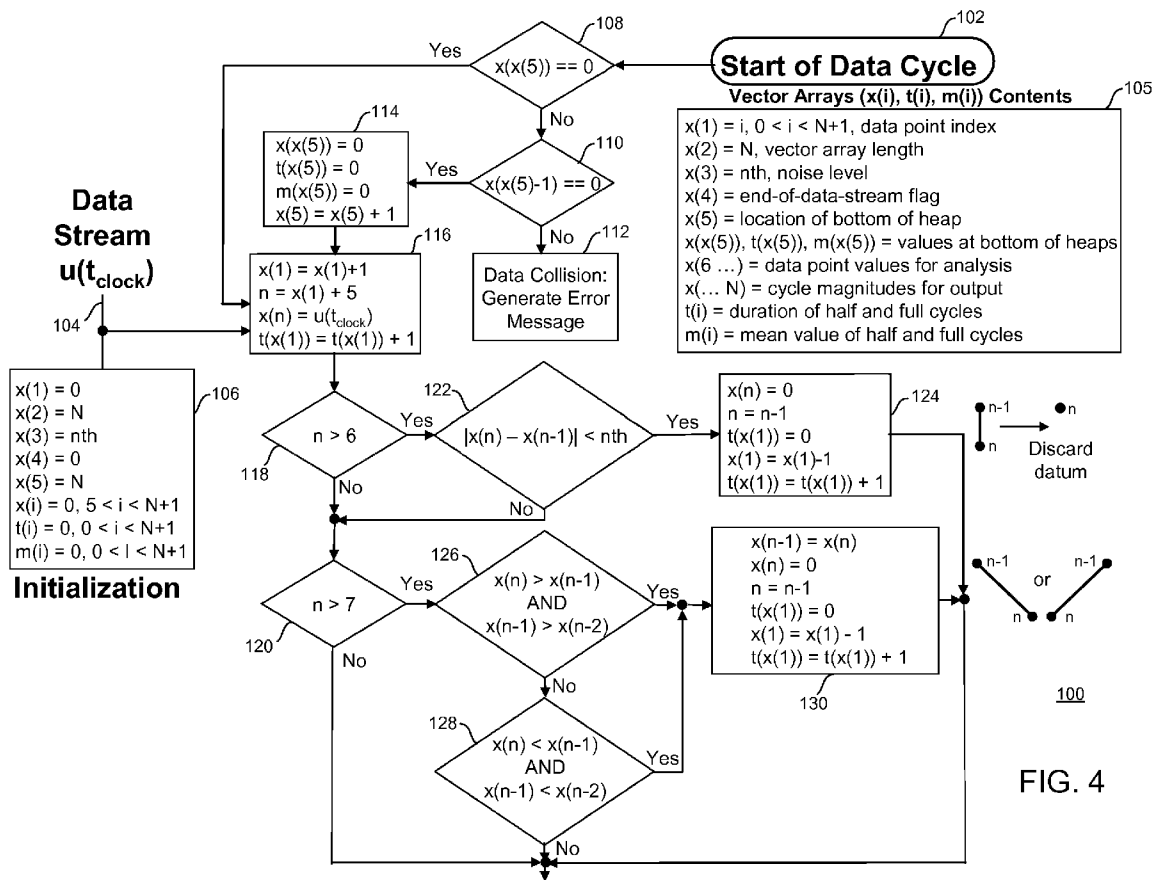 108
102
Yes
x(x(5)) == 0
Start of Data Cycle
Vector Arrays (x(i), t(i), m(i)) Contents
105
x(1) = i, 0 < i < N+1, data point index
x(2) = N, vector array length
x(3) = nth, noise level
x(4) = end-of-data-stream flag
x(5) = location of bottom of heap
x(x(5)), t(x(5)), m(x(5)) = values at bottom of heaps
x(6 ...) = data point values for analysis
x(... N) = cycle magnitudes for output
t(i) = duration of half and full cycles
m(i) = mean value of half and full cycles
No
114
x(x(5)) = 0
t(x(5)) = 0
m(x(5)) = 0
x(5) = x(5) + 1
Yes
110
x(x(5)-1) == 0
No
112
Data Collision:
Generate Error
Message
Data
Stream
u(tclock)
104
116
x(1) = x(1)+1
n = x(1) + 5
x(n) = u(tclock)
t(x(1)) = t(x(1)) + 1
106
x(1) = 0
x(2) = N
x(3) = nth
x(4) = 0
x(5) = N
x(i) = 0, 5 < i < N+1
t(i) = 0, 0 < i < N+1
m(i) = 0, 0 < I < N+1
Initialization
n > 6
118
Yes
No
122
|x(n) – x(n-1)| < nth
Yes
No
124
x(n) = 0
n = n-1
t(x(1)) = 0
x(1) = x(1)-1
t(x(1)) = t(x(1)) + 1
n-1
n
n
Discard
datum
n > 7
120
Yes
No
126
x(n) > x(n-1)
AND
x(n-1) > x(n-2)
Yes
No
x(n-1) = x(n)
x(n) = 0
n = n-1
t(x(1)) = 0
x(1) = x(1) - 1
t(x(1)) = t(x(1)) + 1
130
n-1
or
n-1
n
n
128
x(n) < x(n-1)
AND
x(n-1) < x(n-2)
Yes
No
100
FIG. 4